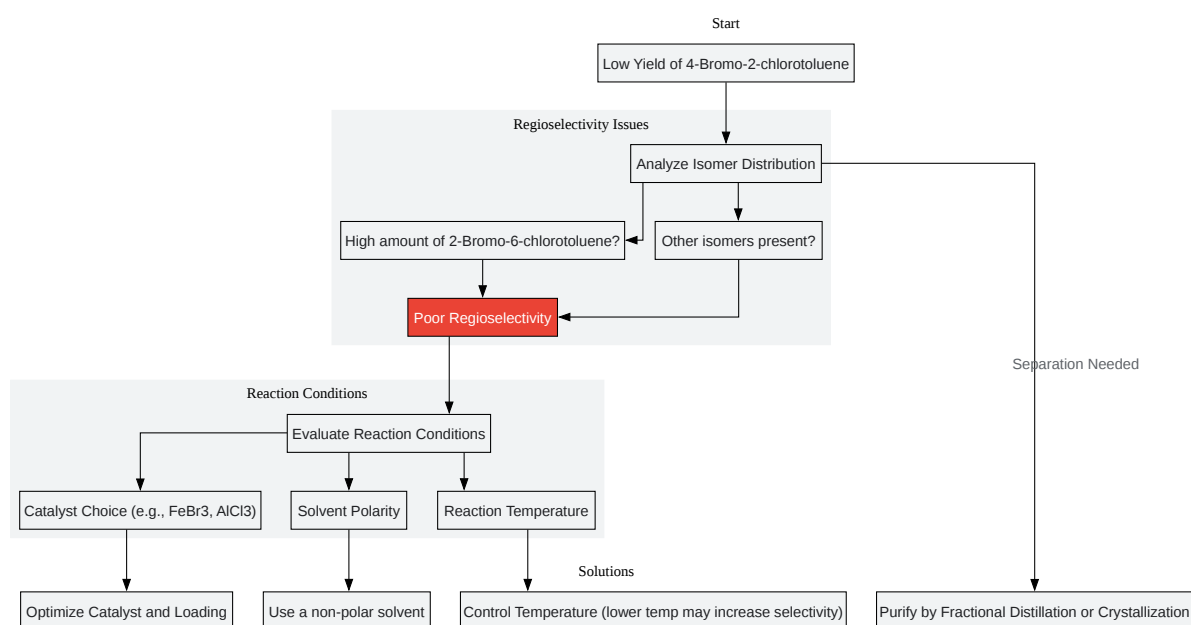 Start
Low Yield of 4-Bromo-2-chlorotoluene
Regioselectivity Issues
Analyze Isomer Distribution
High amount of 2-Bromo-6-chlorotoluene?
Other isomers present?
Poor Regioselectivity
Separation Needed
Reaction Conditions
Evaluate Reaction Conditions
Catalyst Choice (e.g., FeBr3, AlCl3)
Solvent Polarity
Reaction Temperature
Solutions
Optimize Catalyst and Loading
Use a non-polar solvent
Control Temperature (lower temp may increase selectivity)
Purify by Fractional Distillation or Crystallization